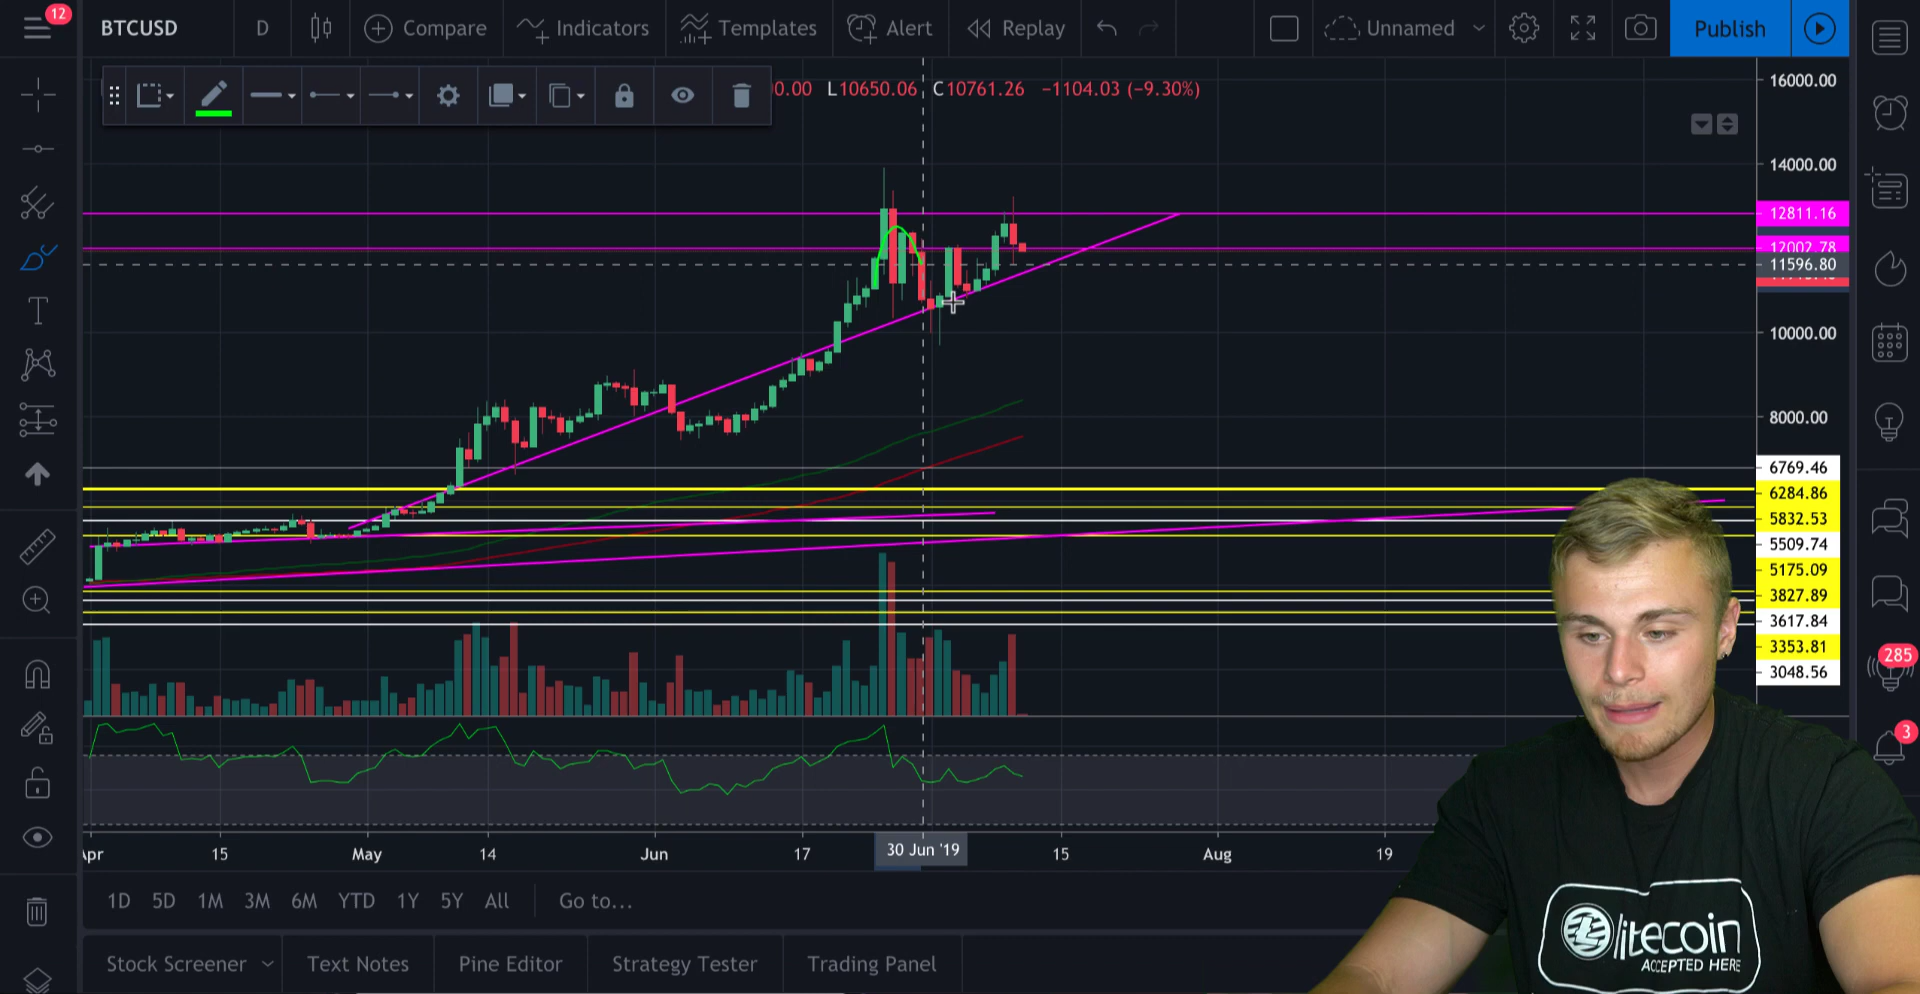 12
BTCUSD D Compare Indicators Templates Alert Replay Unnamed Publish
L10650.06 C10761.26 −1104.03 (−9.30%)
16000.00
14000.00
12811.16
12002.78
11596.80
10000.00
8000.00
6769.46
6284.86
5832.53
5509.74
5175.09
3827.89
3617.84
3353.81
3048.56
285
3
Apr 15 May 14 Jun 17 30 Jun '19 15 Aug 19
1D 5D 1M 3M 6M YTD 1Y 5Y All Go to...
Stock Screener Text Notes Pine Editor Strategy Tester Trading Panel
litecoin
ACCEPTED HERE